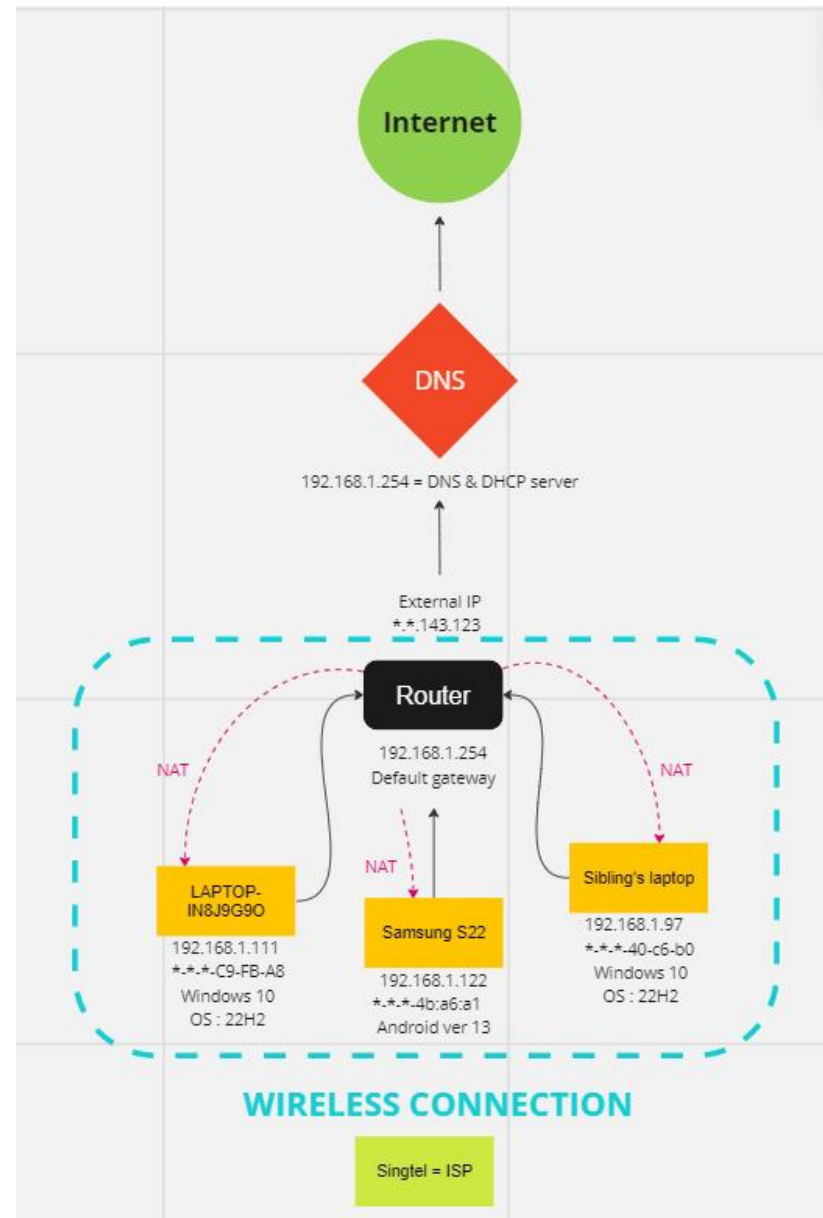 Internet
DNS
192.168.1.254 = DNS & DHCP server
External IP
*.*.143.123
Router
192.168.1.254
Default gateway
NAT
NAT
NAT
LAPTOP-
IN8J9G9O
192.168.1.111
*-*-*-C9-FB-A8
Windows 10
OS : 22H2
Samsung S22
192.168.1.122
*-*-*-4b:a6:a1
Android ver 13
Sibling's laptop
192.168.1.97
*-*-*-40-c6-b0
Windows 10
OS : 22H2
WIRELESS CONNECTION
Singtel = ISP